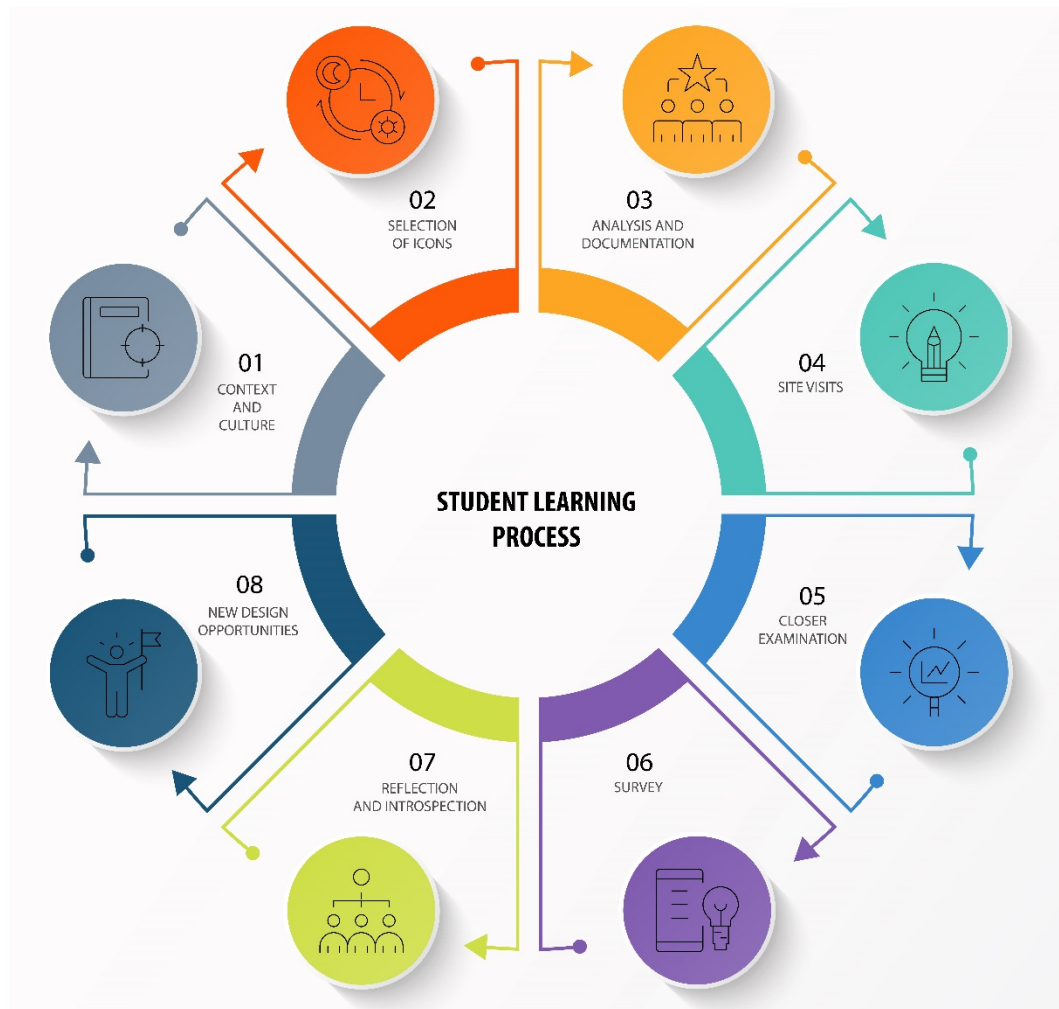 STUDENT LEARNING
PROCESS
01
CONTEXT
AND
CULTURE
02
SELECTION
OF ICONS
03
ANALYSIS AND
DOCUMENTATION
04
SITE VISITS
05
CLOSER
EXAMINATION
06
SURVEY
07
REFLECTION
AND INTROSPECTION
08
NEW DESIGN
OPPORTUNITIES